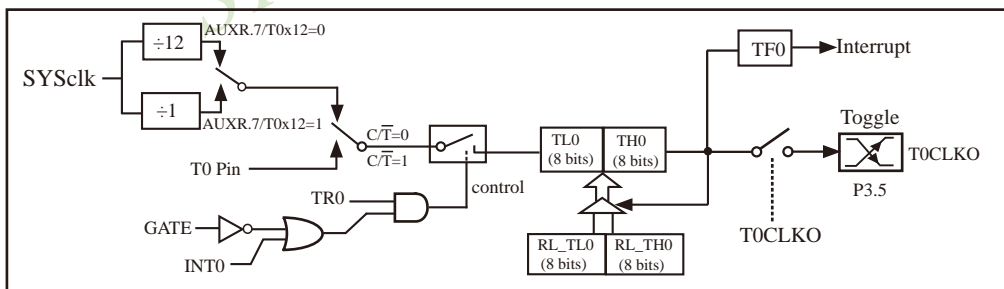 AUXR.7/T0x12=0
÷12
SYSclk
÷1
AUXR.7/T0x12=1
T0 Pin
C/T̅=0
C/T̅=1
control
TR0
GATE
INT0
TL0
(8 bits)
TH0
(8 bits)
RL_TL0
(8 bits)
RL_TH0
(8 bits)
TF0
Interrupt
Toggle
T0CLKO
P3.5
T0CLKO